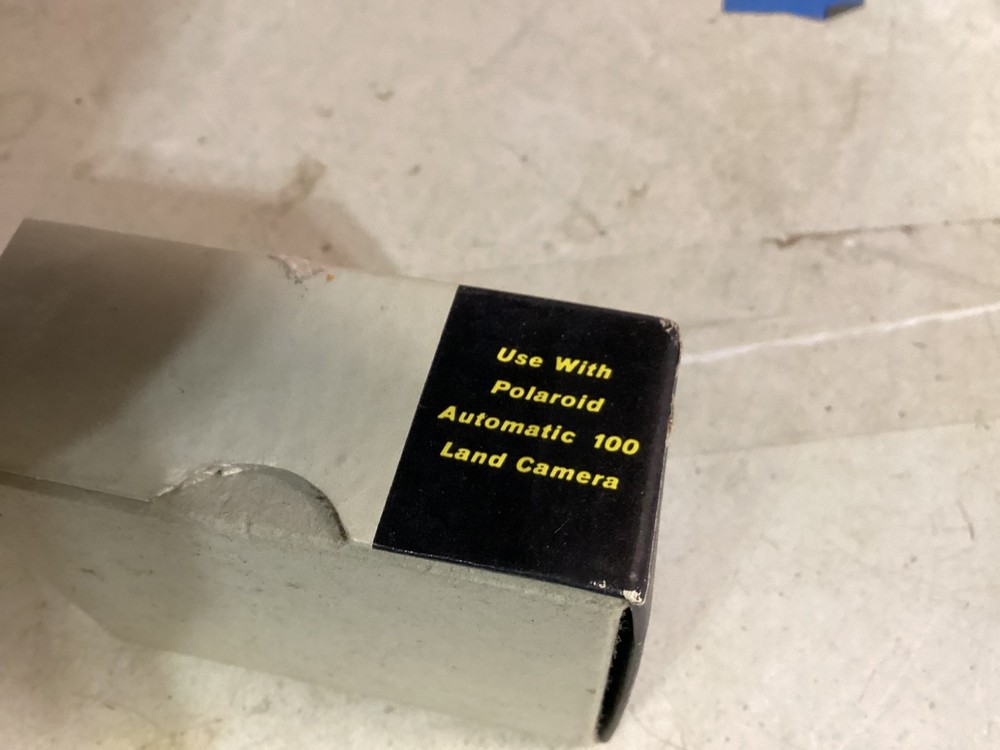 Use With
Polaroid
Automatic 100
Land Camera